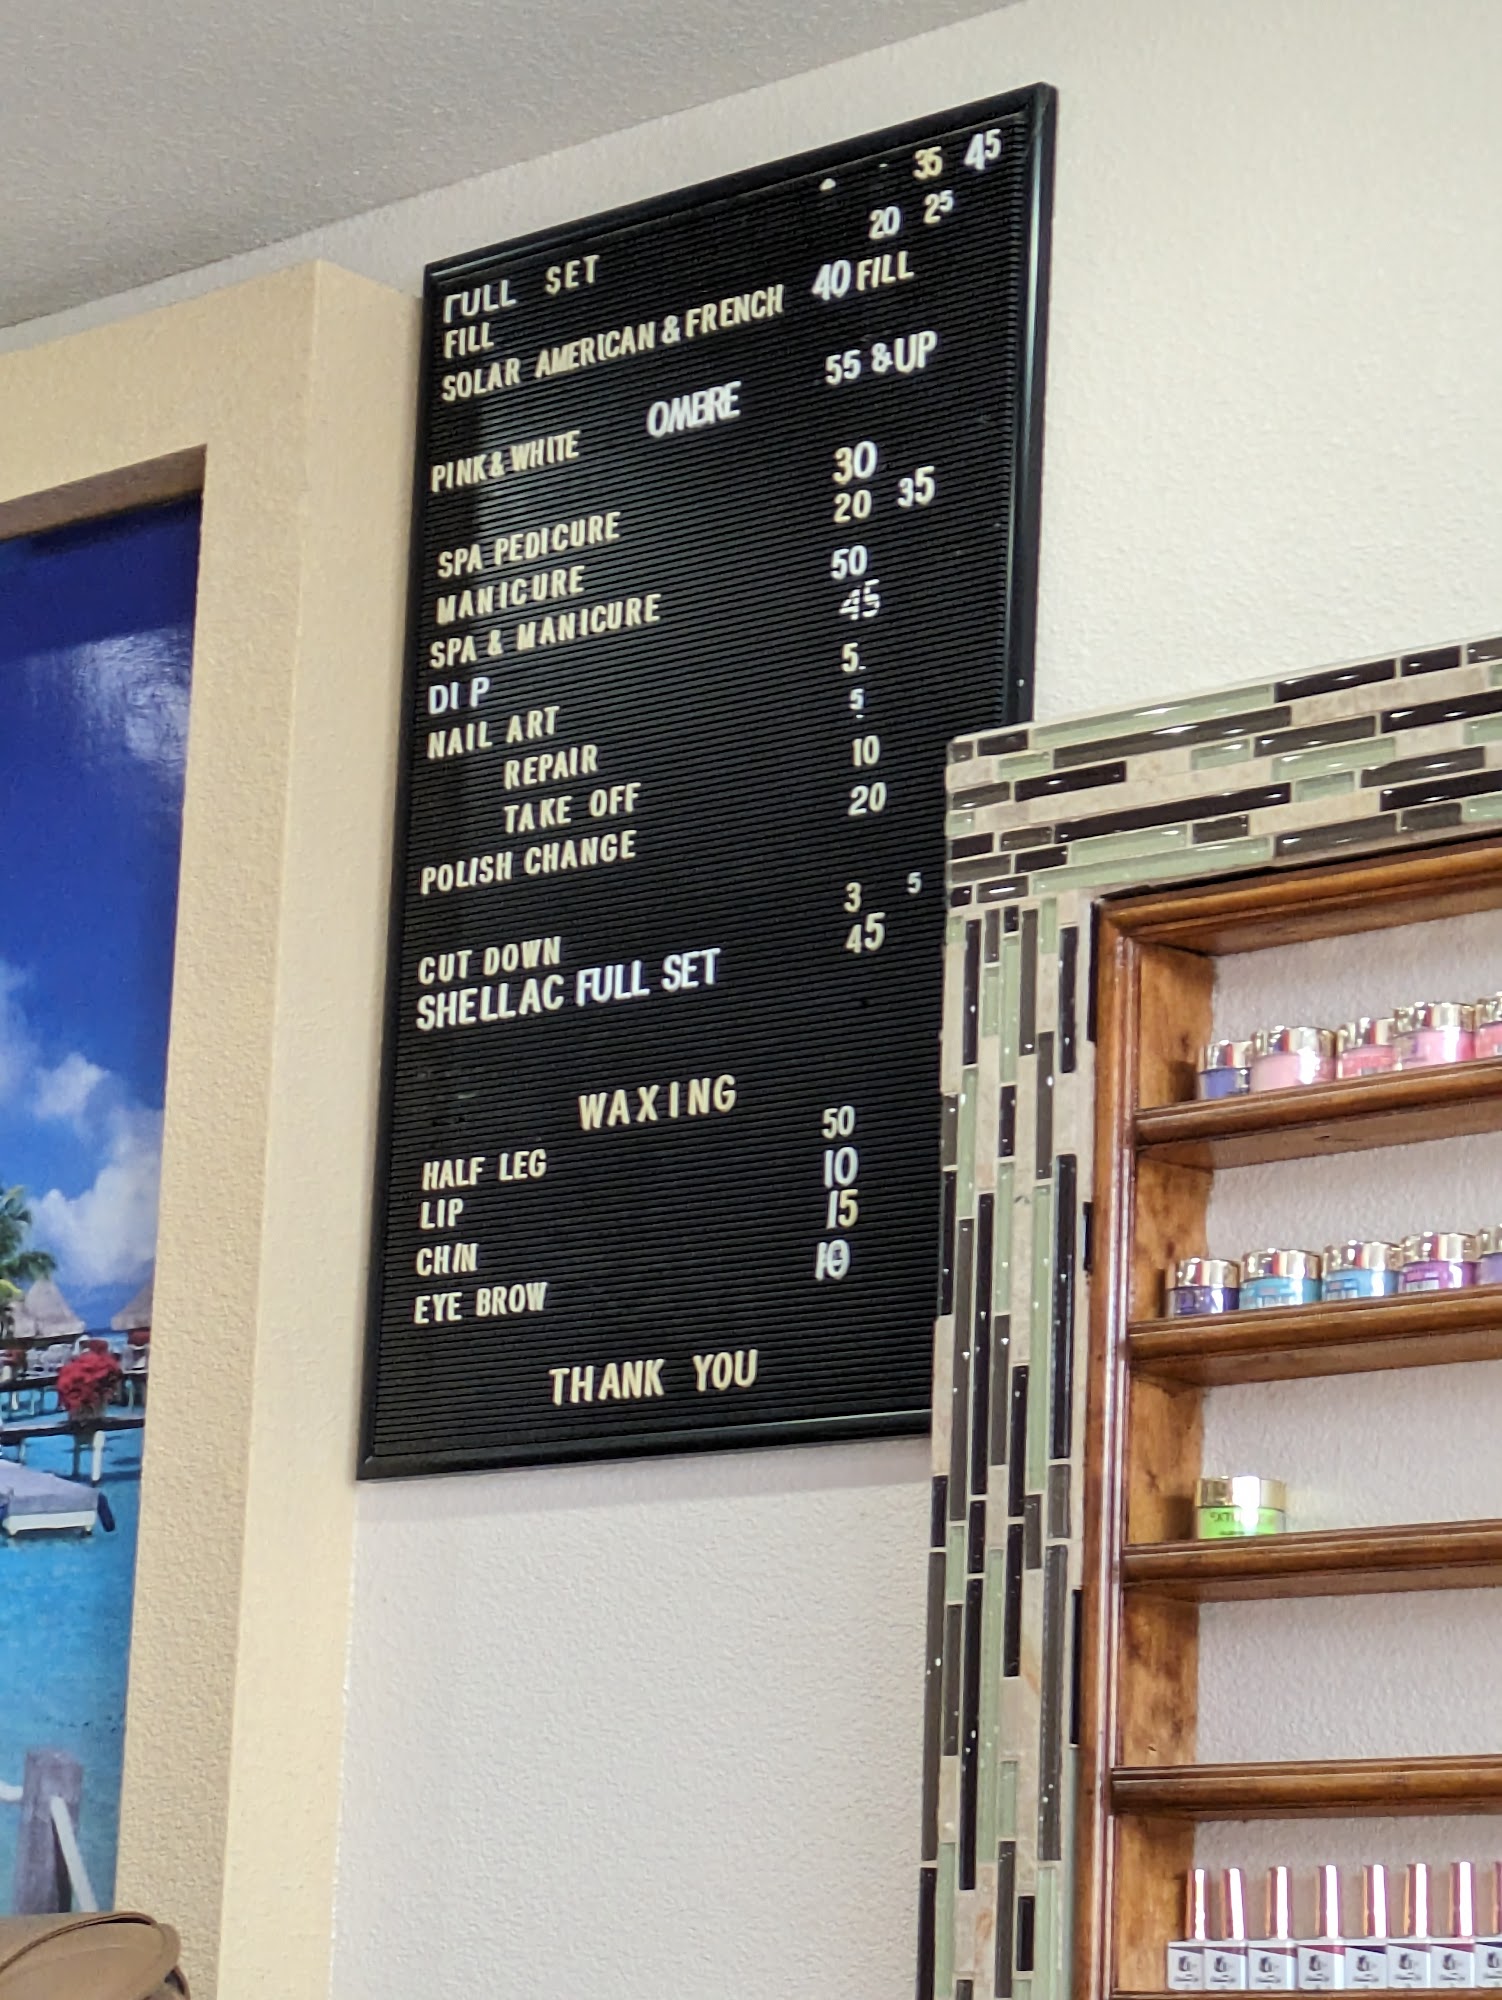 FULL SET 35 45
FILL 20 25
SOLAR AMERICAN & FRENCH 40 FILL
PINK & WHITE OMBRE 55 & UP
SPA PEDICURE 30
MANICURE 20 35
SPA & MANICURE 50
DIP 45
NAIL ART 5.
REPAIR 5
TAKE OFF 10
POLISH CHANGE 20
CUT DOWN 3 5
SHELLAC FULL SET 45
WAXING
HALF LEG 50
LIP 10
CHIN 15
EYE BROW 10
THANK YOU